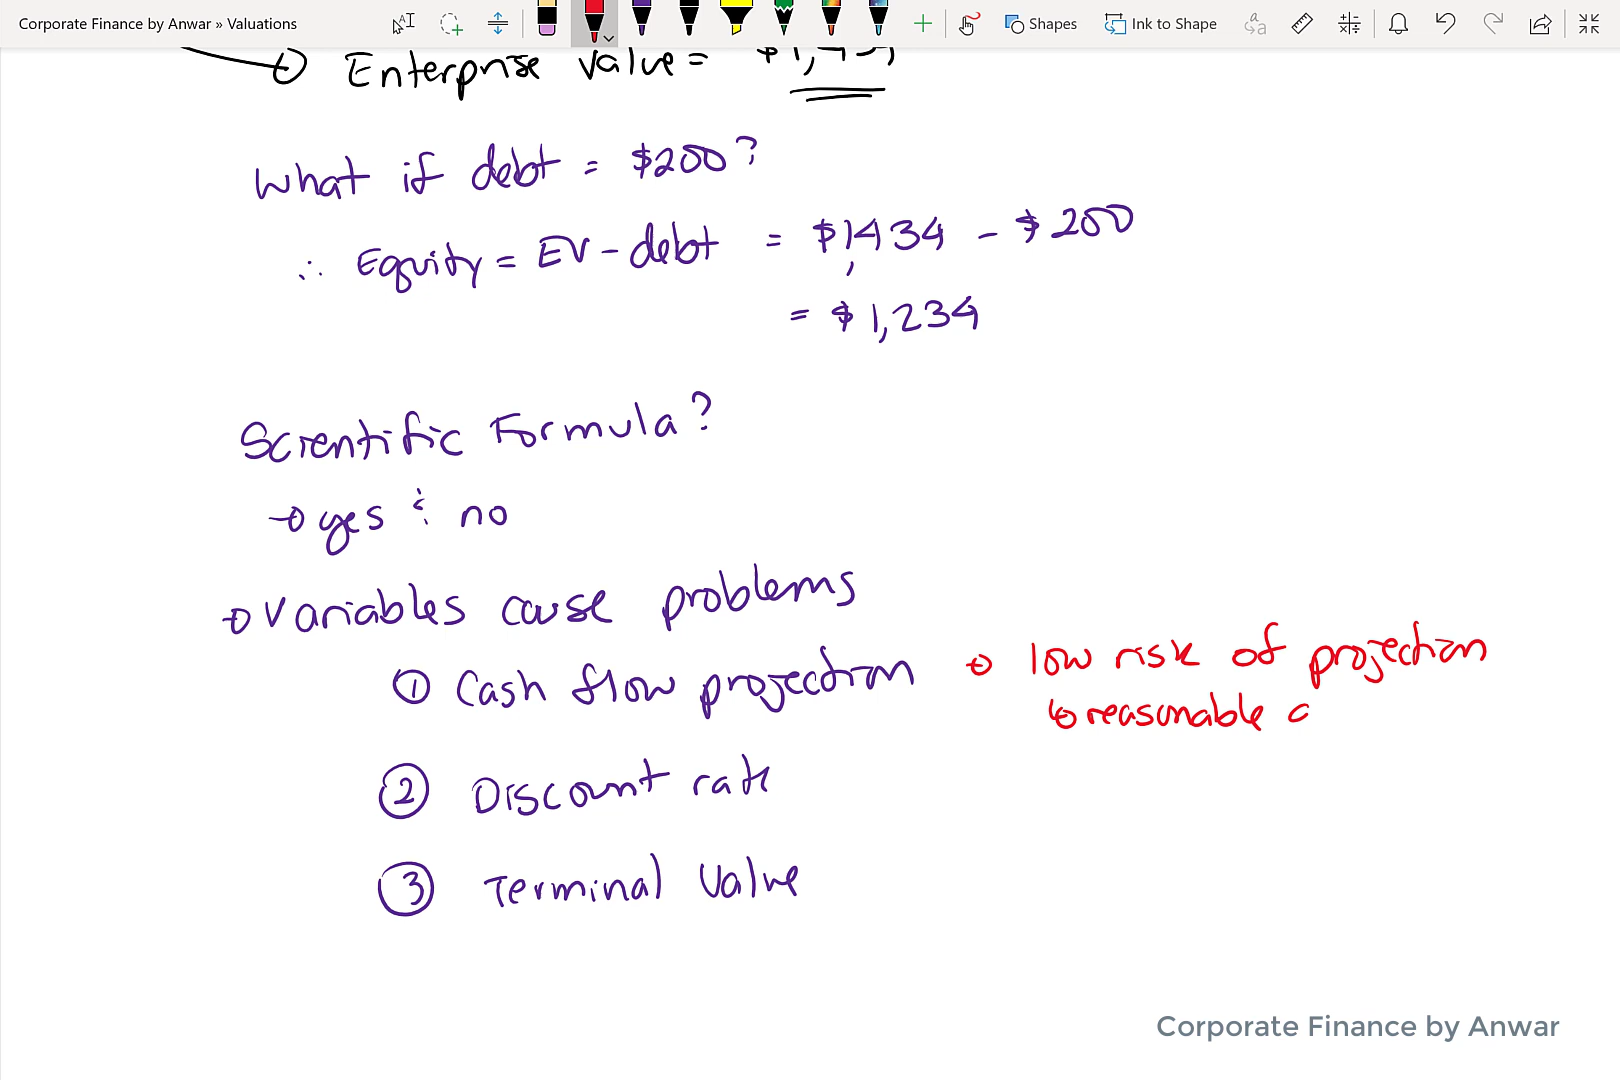 Corporate Finance by Anwar » Valuations
Shapes
Ink to Shape
Enterprise value =
What if debt = $200?
∴ Equity = EV - debt = $1,434 - $200
= $1,234
Scientific Formula?
→ yes & no
→ Variables cause problems
① Cash flow projection → low risk of projection
↳ reasonable a
② Discount rate
③ Terminal Value
Corporate Finance by Anwar